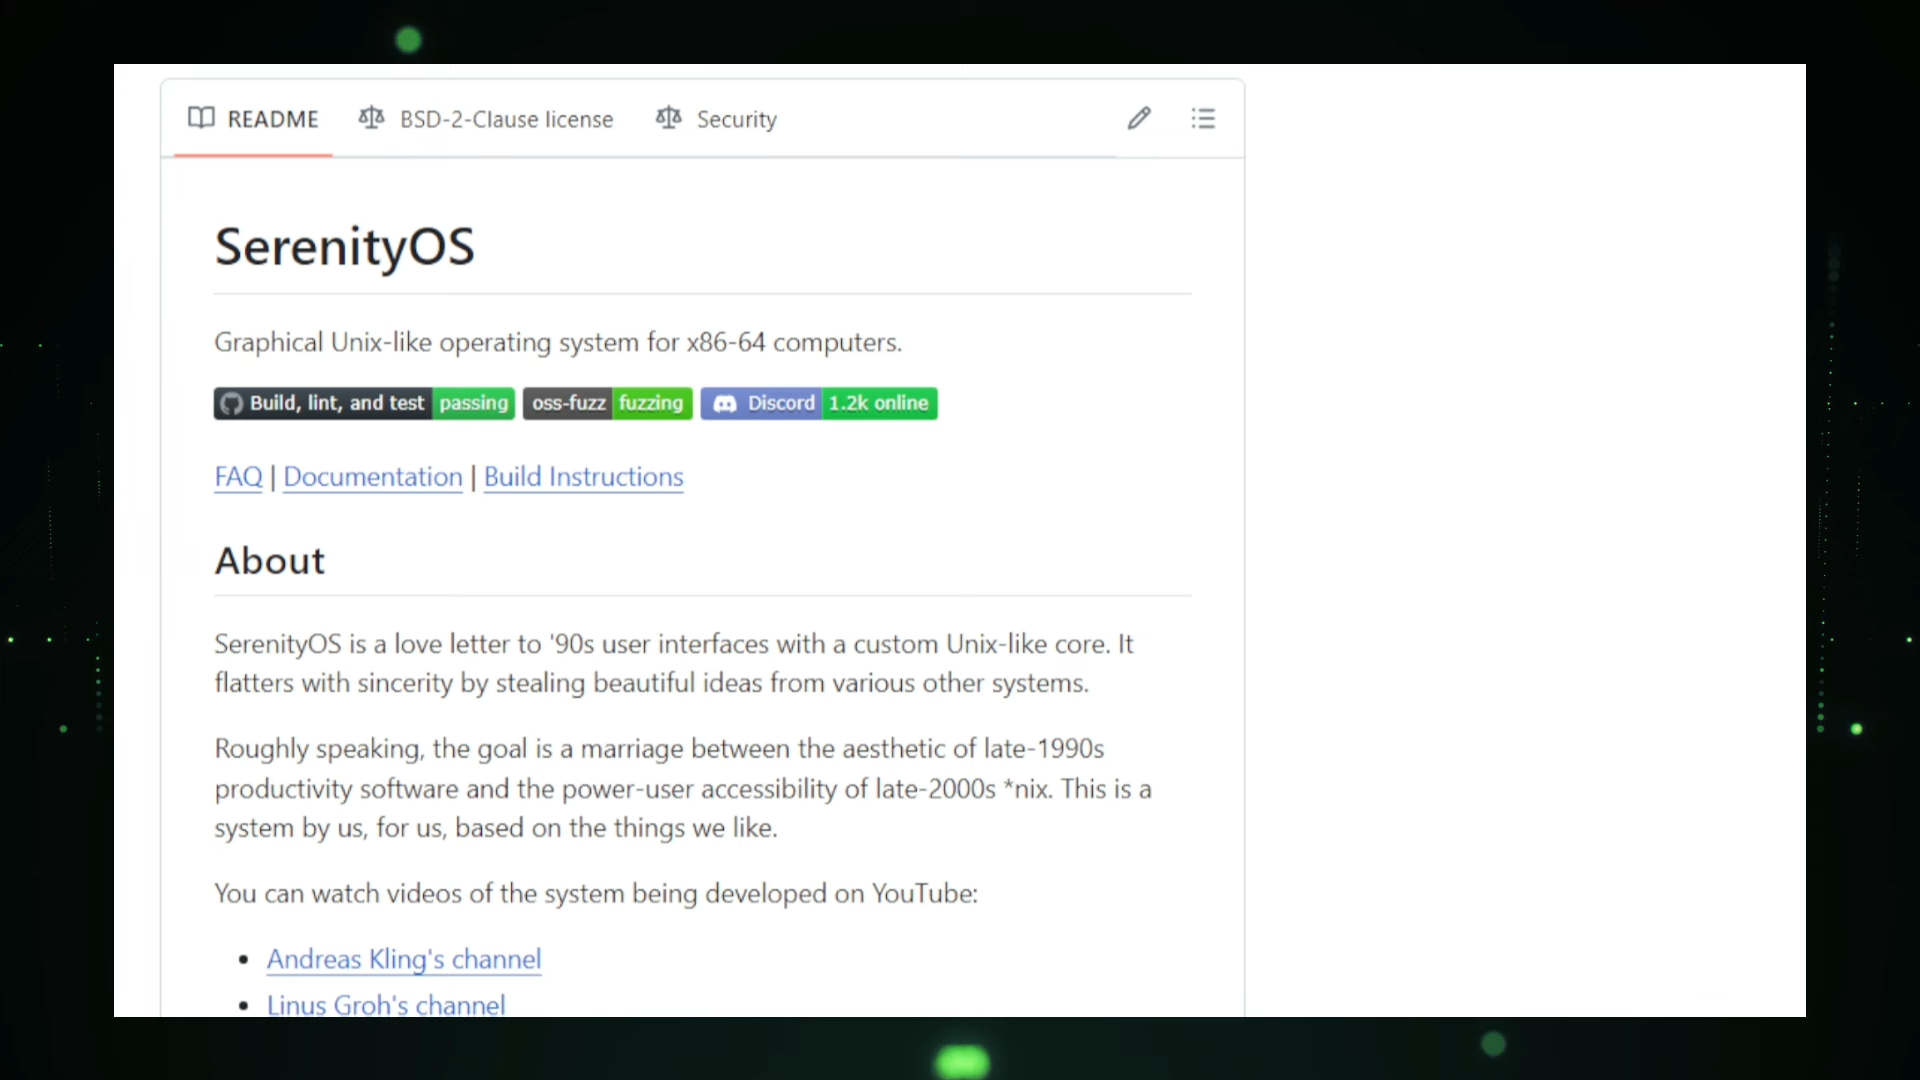 README BSD-2-Clause license Security
SerenityOS
Graphical Unix-like operating system for x86-64 computers.
Build, lint, and test passing oss-fuzz fuzzing Discord 1.2k online
FAQ | Documentation | Build Instructions
About
SerenityOS is a love letter to '90s user interfaces with a custom Unix-like core. It
flatters with sincerity by stealing beautiful ideas from various other systems.
Roughly speaking, the goal is a marriage between the aesthetic of late-1990s
productivity software and the power-user accessibility of late-2000s *nix. This is a
system by us, for us, based on the things we like.
You can watch videos of the system being developed on YouTube:
• Andreas Kling's channel
• Linus Groh's channel